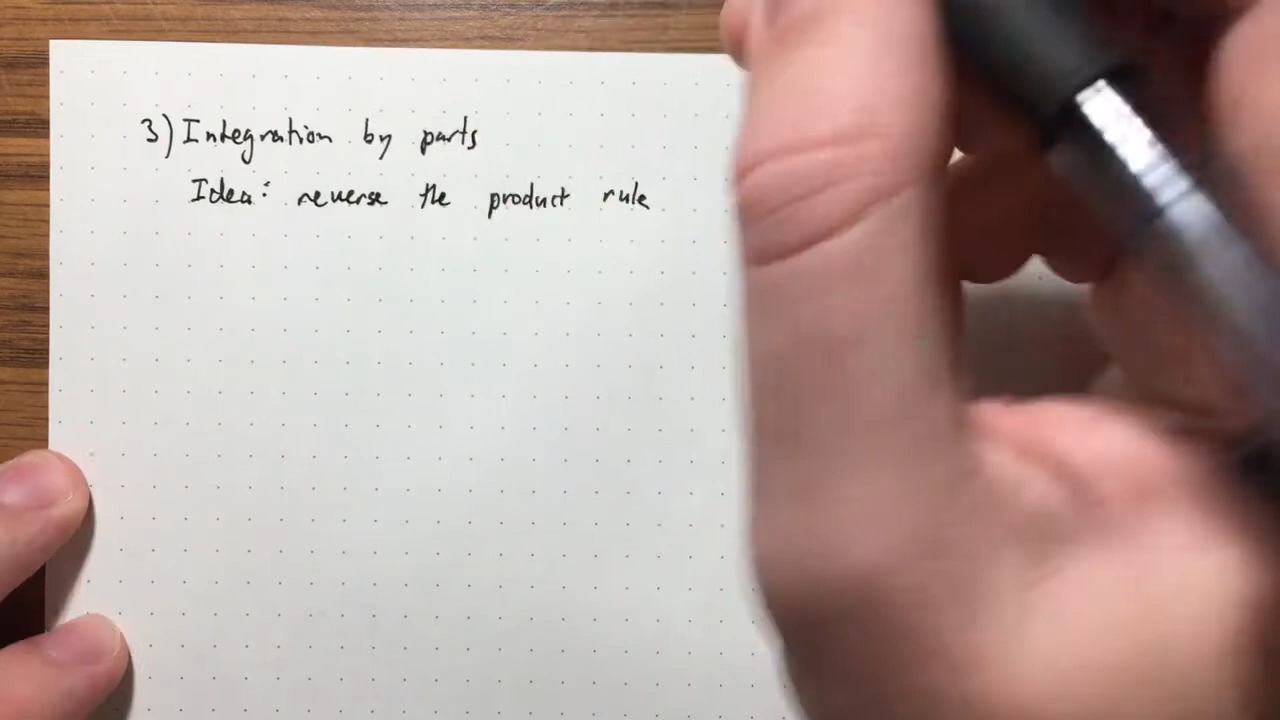 3) Integration by parts
Idea: reverse the product rule